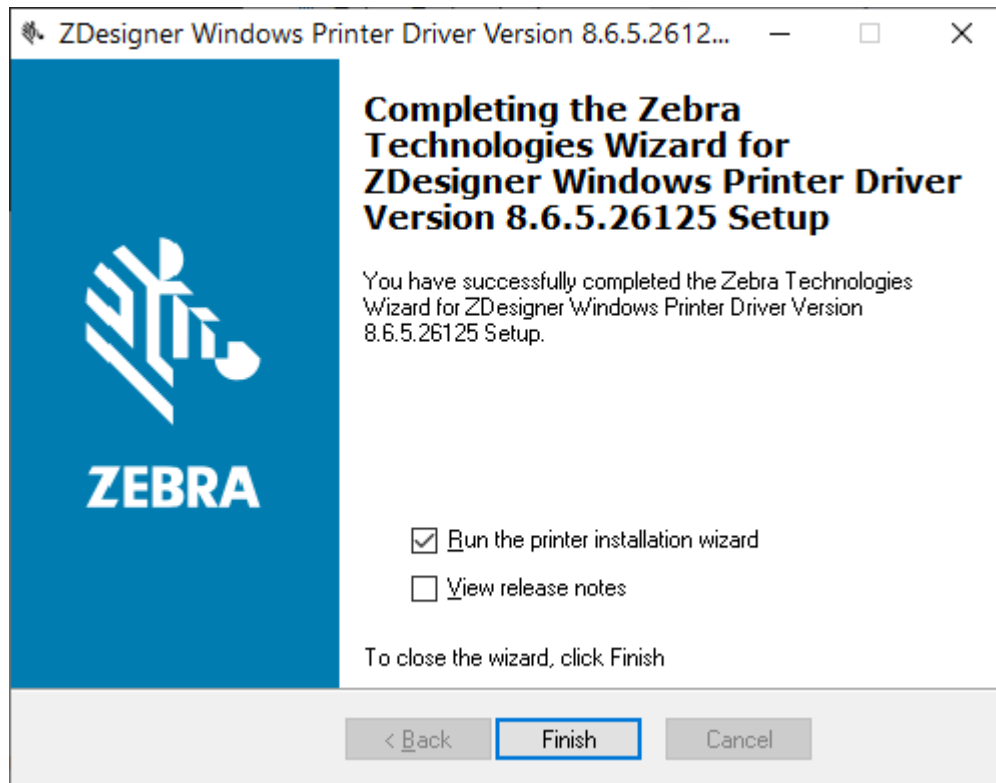 ZDesigner Windows Printer Driver Version 8.6.5.2612...
Completing the Zebra
Technologies Wizard for
ZDesigner Windows Printer Driver
Version 8.6.5.26125 Setup
You have successfully completed the Zebra Technologies
Wizard for ZDesigner Windows Printer Driver Version
8.6.5.26125 Setup.
ZEBRA
Run the printer installation wizard
View release notes
To close the wizard, click Finish
< Back
Finish
Cancel